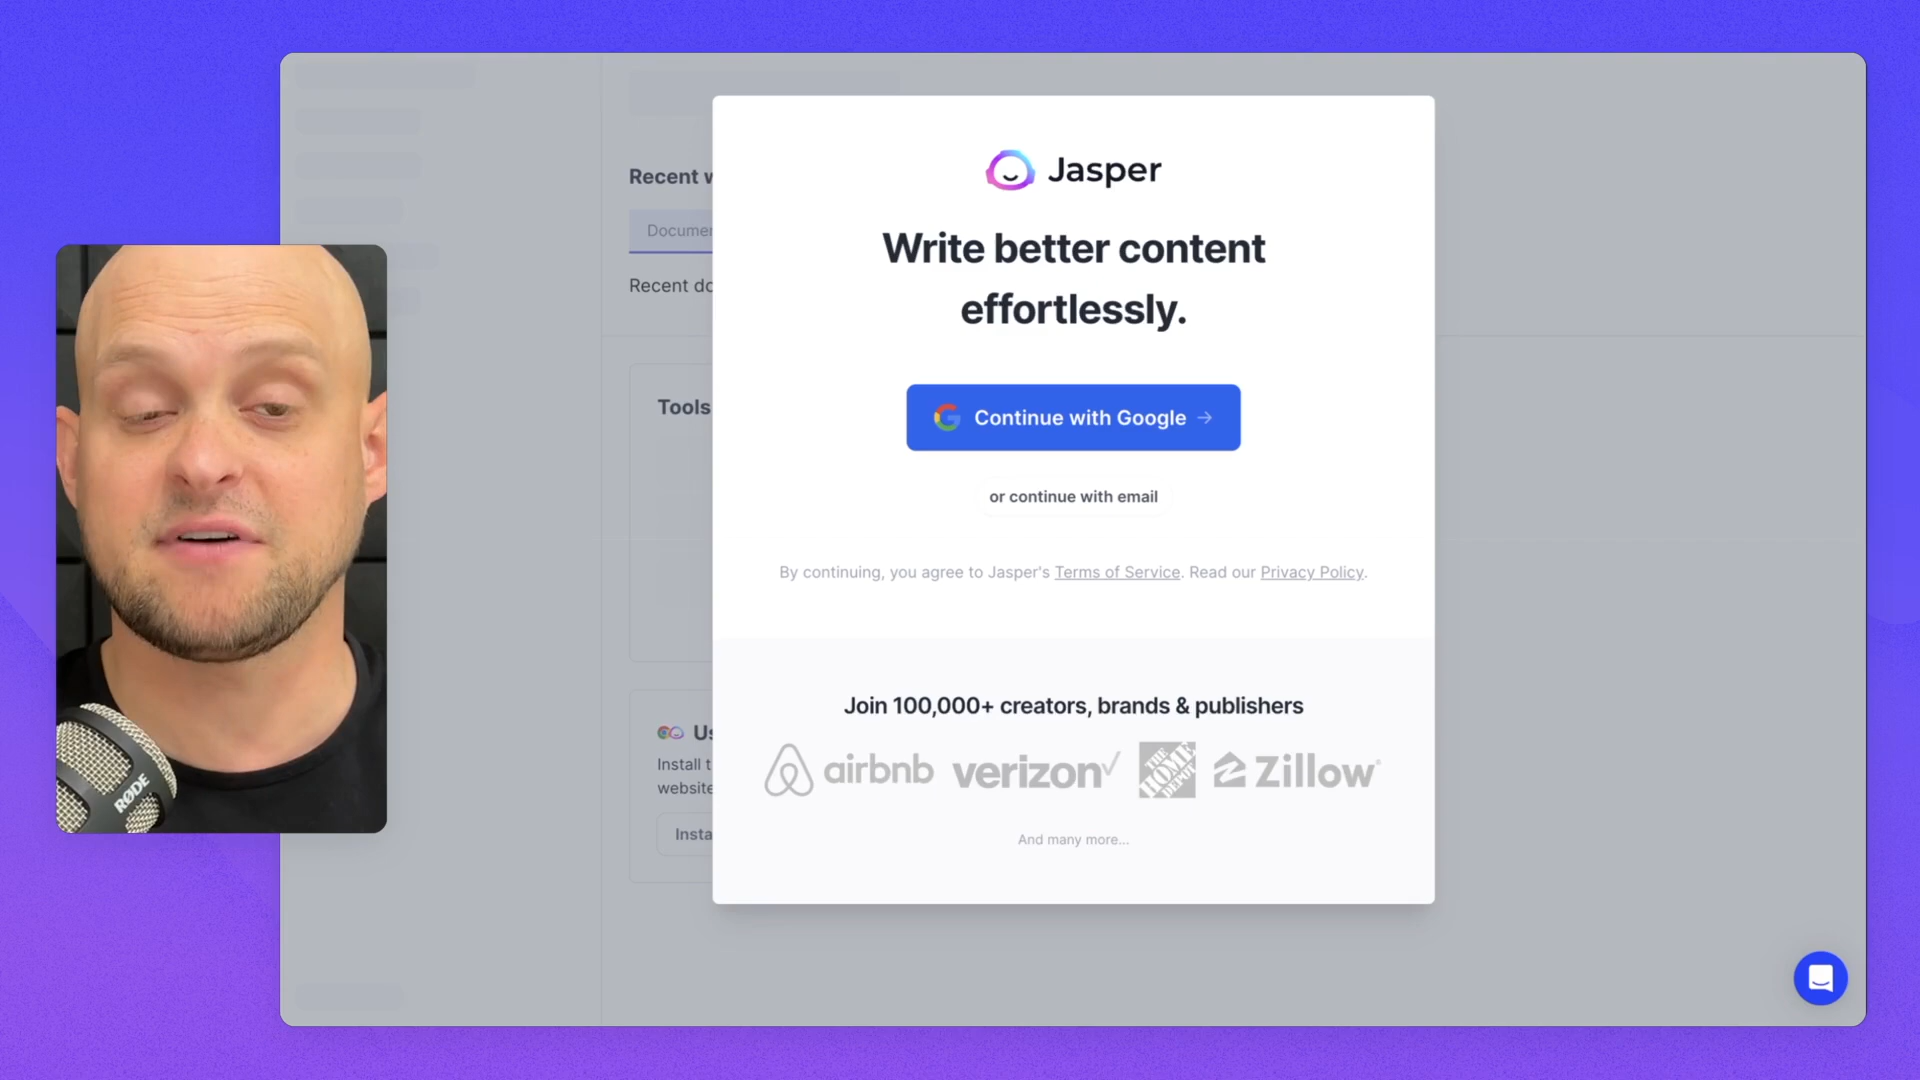 Recent
Documen
Recent do
Tools
Us
Install t
website
Insta
Jasper
Write better content
effortlessly.
Continue with Google →
or continue with email
By continuing, you agree to Jasper's Terms of Service. Read our Privacy Policy.
Join 100,000+ creators, brands & publishers
airbnb verizon✓ THE HOME DEPOT Zillow®
And many more...
RØDE